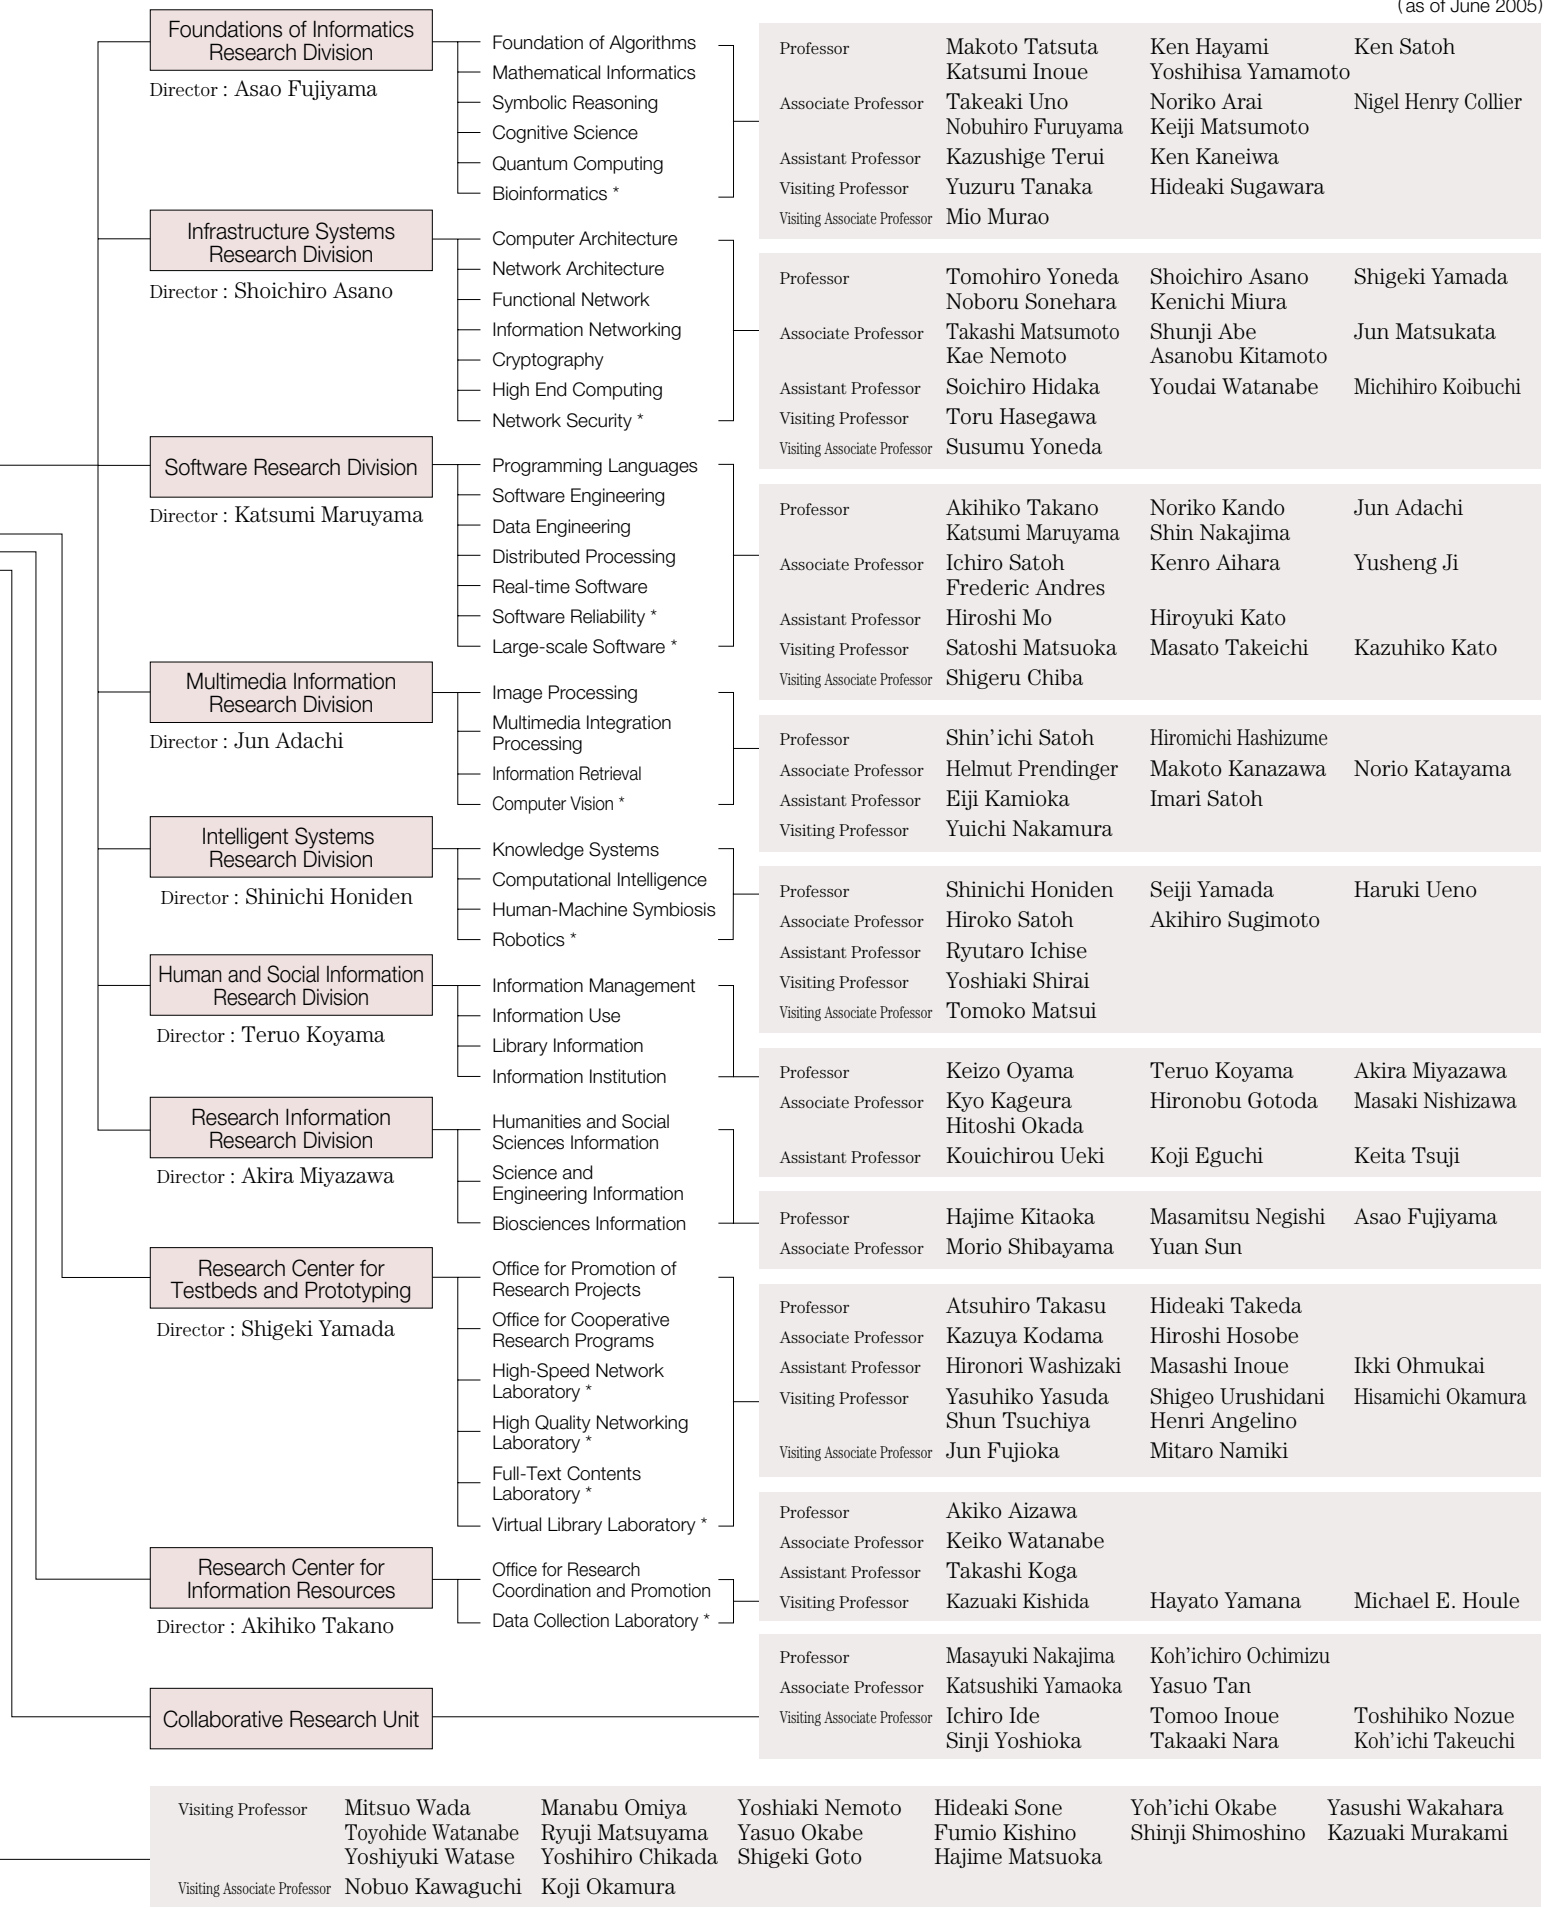 (as of June 2005)
Foundations of Informatics
Research Division
Director : Asao Fujiyama
Foundation of Algorithms
Mathematical Informatics
Symbolic Reasoning
Cognitive Science
Quantum Computing
Bioinformatics *
Professor Makoto Tatsuta Ken Hayami Ken Satoh
Katsumi Inoue Yoshihisa Yamamoto
Associate Professor Takeaki Uno Noriko Arai Nigel Henry Collier
Nobuhiro Furuyama Keiji Matsumoto
Assistant Professor Kazushige Terui Ken Kaneiwa
Visiting Professor Yuzuru Tanaka Hideaki Sugawara
Visiting Associate Professor Mio Murao
Infrastructure Systems
Research Division
Director : Shoichiro Asano
Computer Architecture
Network Architecture
Functional Network
Information Networking
Cryptography
High End Computing
Network Security *
Professor Tomohiro Yoneda Shoichiro Asano Shigeki Yamada
Noboru Sonehara Kenichi Miura
Associate Professor Takashi Matsumoto Shunji Abe Jun Matsukata
Kae Nemoto Asanobu Kitamoto
Assistant Professor Soichiro Hidaka Youdai Watanabe Michihiro Koibuchi
Visiting Professor Toru Hasegawa
Visiting Associate Professor Susumu Yoneda
Software Research Division
Director : Katsumi Maruyama
Programming Languages
Software Engineering
Data Engineering
Distributed Processing
Real-time Software
Software Reliability *
Large-scale Software *
Professor Akihiko Takano Noriko Kando Jun Adachi
Katsumi Maruyama Shin Nakajima
Associate Professor Ichiro Satoh Kenro Aihara Yusheng Ji
Frederic Andres
Assistant Professor Hiroshi Mo Hiroyuki Kato
Visiting Professor Satoshi Matsuoka Masato Takeichi Kazuhiko Kato
Visiting Associate Professor Shigeru Chiba
Multimedia Information
Research Division
Director : Jun Adachi
Image Processing
Multimedia Integration
Processing
Information Retrieval
Computer Vision *
Professor Shin'ichi Satoh Hiromichi Hashizume
Associate Professor Helmut Prendinger Makoto Kanazawa Norio Katayama
Assistant Professor Eiji Kamioka Imari Satoh
Visiting Professor Yuichi Nakamura
Intelligent Systems
Research Division
Director : Shinichi Honiden
Knowledge Systems
Computational Intelligence
Human-Machine Symbiosis
Robotics *
Professor Shinichi Honiden Seiji Yamada Haruki Ueno
Associate Professor Hiroko Satoh Akihiro Sugimoto
Assistant Professor Ryutaro Ichise
Visiting Professor Yoshiaki Shirai
Visiting Associate Professor Tomoko Matsui
Human and Social Information
Research Division
Director : Teruo Koyama
Information Management
Information Use
Library Information
Information Institution
Professor Keizo Oyama Teruo Koyama Akira Miyazawa
Associate Professor Kyo Kageura Hironobu Gotoda Masaki Nishizawa
Hitoshi Okada
Assistant Professor Kouichirou Ueki Koji Eguchi Keita Tsuji
Research Information
Research Division
Director : Akira Miyazawa
Humanities and Social
Sciences Information
Science and
Engineering Information
Biosciences Information
Professor Hajime Kitaoka Masamitsu Negishi Asao Fujiyama
Associate Professor Morio Shibayama Yuan Sun
Research Center for
Testbeds and Prototyping
Director : Shigeki Yamada
Office for Promotion of
Research Projects
Office for Cooperative
Research Programs
High-Speed Network
Laboratory *
High Quality Networking
Laboratory *
Full-Text Contents
Laboratory *
Virtual Library Laboratory *
Professor Atsuhiro Takasu Hideaki Takeda
Associate Professor Kazuya Kodama Hiroshi Hosobe
Assistant Professor Hironori Washizaki Masashi Inoue Ikki Ohmukai
Visiting Professor Yasuhiko Yasuda Shigeo Urushidani Hisamichi Okamura
Shun Tsuchiya Henri Angelino
Visiting Associate Professor Jun Fujioka Mitaro Namiki
Research Center for
Information Resources
Director : Akihiko Takano
Office for Research
Coordination and Promotion
Data Collection Laboratory *
Professor Akiko Aizawa
Associate Professor Keiko Watanabe
Assistant Professor Takashi Koga
Visiting Professor Kazuaki Kishida Hayato Yamana Michael E. Houle
Collaborative Research Unit
Professor Masayuki Nakajima Koh'ichiro Ochimizu
Associate Professor Katsushiki Yamaoka Yasuo Tan
Visiting Associate Professor Ichiro Ide Tomoo Inoue Toshihiko Nozue
Sinji Yoshioka Takaaki Nara Koh'ichi Takeuchi
Visiting Professor Mitsuo Wada Manabu Omiya Yoshiaki Nemoto Hideaki Sone Yoh'ichi Okabe Yasushi Wakahara
Toyohide Watanabe Ryuji Matsuyama Yasuo Okabe Fumio Kishino Shinji Shimoshino Kazuaki Murakami
Yoshiyuki Watase Yoshihiro Chikada Shigeki Goto Hajime Matsuoka
Visiting Associate Professor Nobuo Kawaguchi Koji Okamura